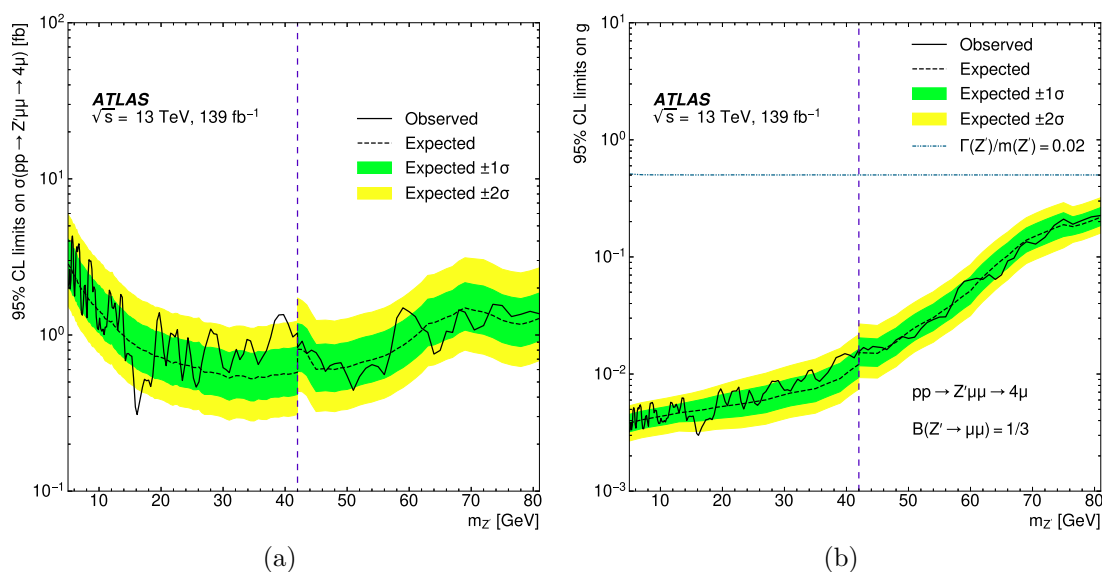 95% CL limits on σ(pp → Z'μμ → 4μ) [fb]
10²
10¹
10⁰
10⁻¹
ATLAS
√s = 13 TeV, 139 fb⁻¹
Observed
Expected
Expected ±1σ
Expected ±2σ
10 20 30 40 50 60 70 80
m_Z' [GeV]
(a)
95% CL limits on g
10¹
10⁰
10⁻¹
10⁻²
10⁻³
ATLAS
√s = 13 TeV, 139 fb⁻¹
Observed
Expected
Expected ±1σ
Expected ±2σ
Γ(Z')/m(Z') = 0.02
pp → Z'μμ → 4μ
B(Z' → μμ) = 1/3
10 20 30 40 50 60 70 80
m_Z' [GeV]
(b)